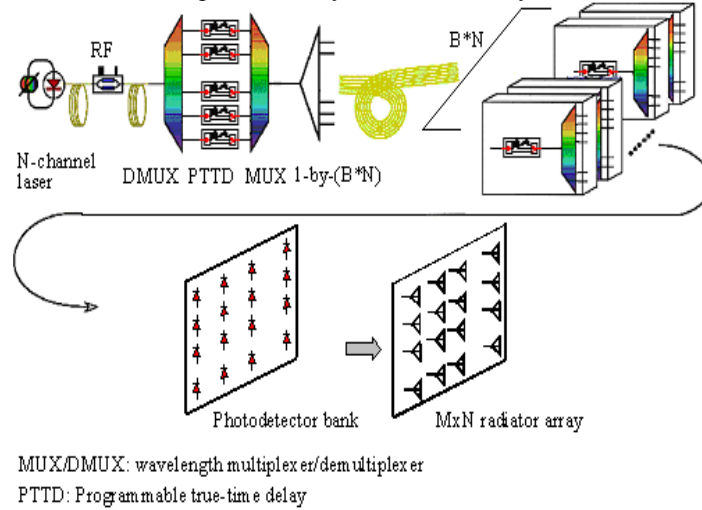 RF
B*N
N-channel
laser
DMUX PTTD MUX 1-by-(B*N)
Photodetector bank
MxN radiator array
MUX/DMUX: wavelength multiplexer/demultiplexer
PTTD: Programmable true-time delay